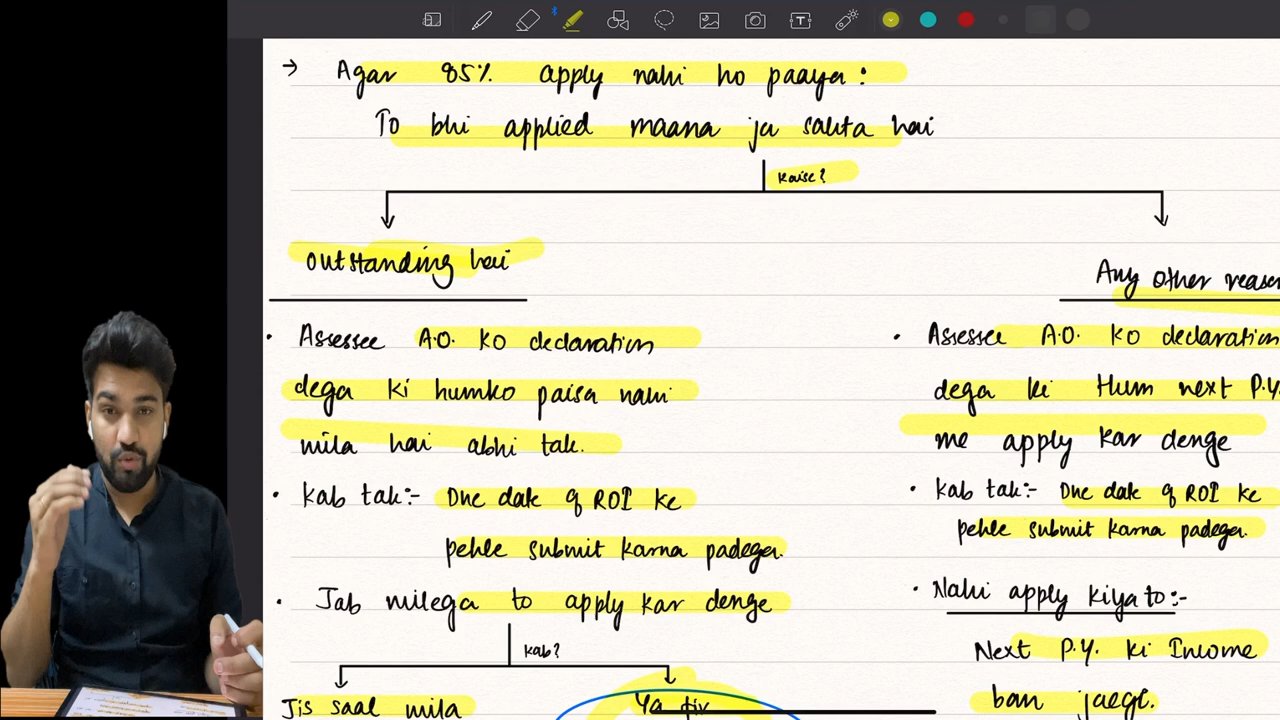 → Agar 85% apply nahi ho paaya :
To bhi applied maana ja sakta hai
Kaise?
Outstanding hai
• Assessee A.O. ko declaration
dega ki humko paisa nahi
mila hai abhi tak.
• Kab tak:- Due date of ROI ke
pehle submit karna padega.
• Jab milega to apply kar denge
Kab?
Jis saal mila
Ya fir
Any other reason
• Assessee A.O. ko declaration
dega ki Hum next P.Y.
me apply kar denge
• Kab tak:- Due date of ROI ke
pehle submit karna padega.
• Nahi apply kiya to:-
Next P.Y. ki Income
ban jaegi.